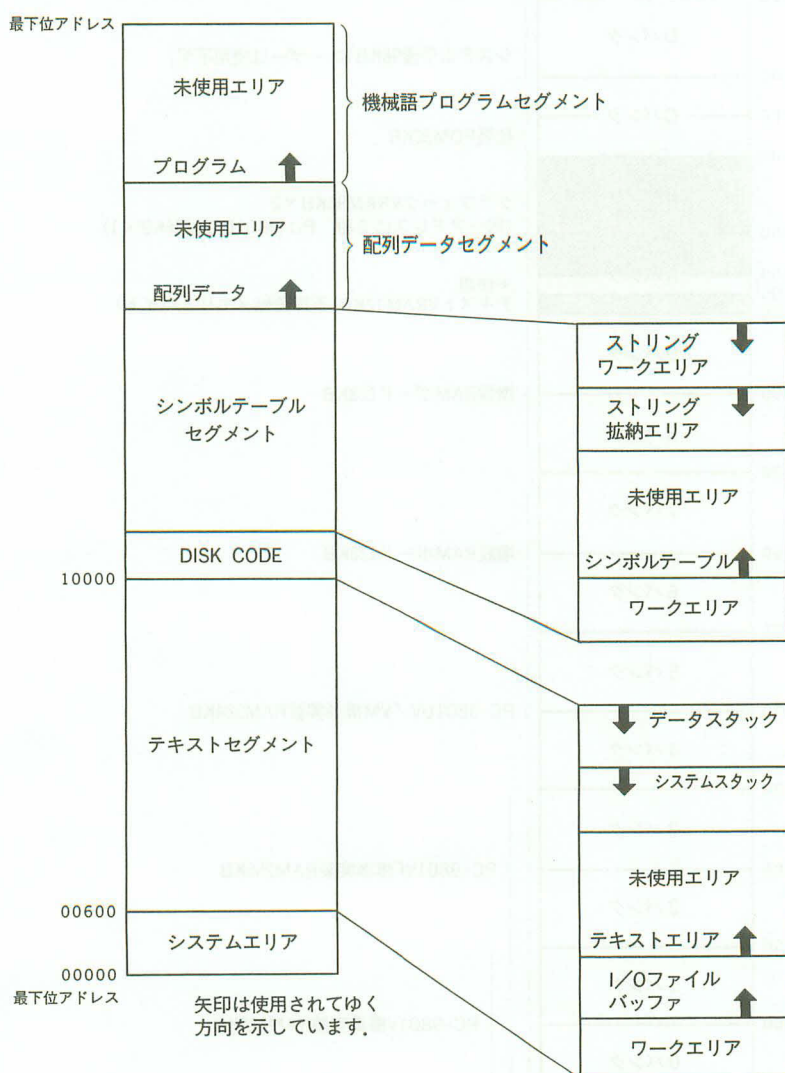 最下位アドレス
未使用エリア
機械語プログラムセグメント
プログラム
未使用エリア
配列データセグメント
配列データ
ストリング
ワークエリア
シンボルテーブル
セグメント
ストリング
拡納エリア
未使用エリア
DISK CODE
シンボルテーブル
10000
ワークエリア
データスタック
テキストセグメント
システムスタック
未使用エリア
00600
テキストエリア
システムエリア
00000
I/Oファイル
バッファ
最下位アドレス
矢印は使用されてゆく
方向を示しています.
ワークエリア